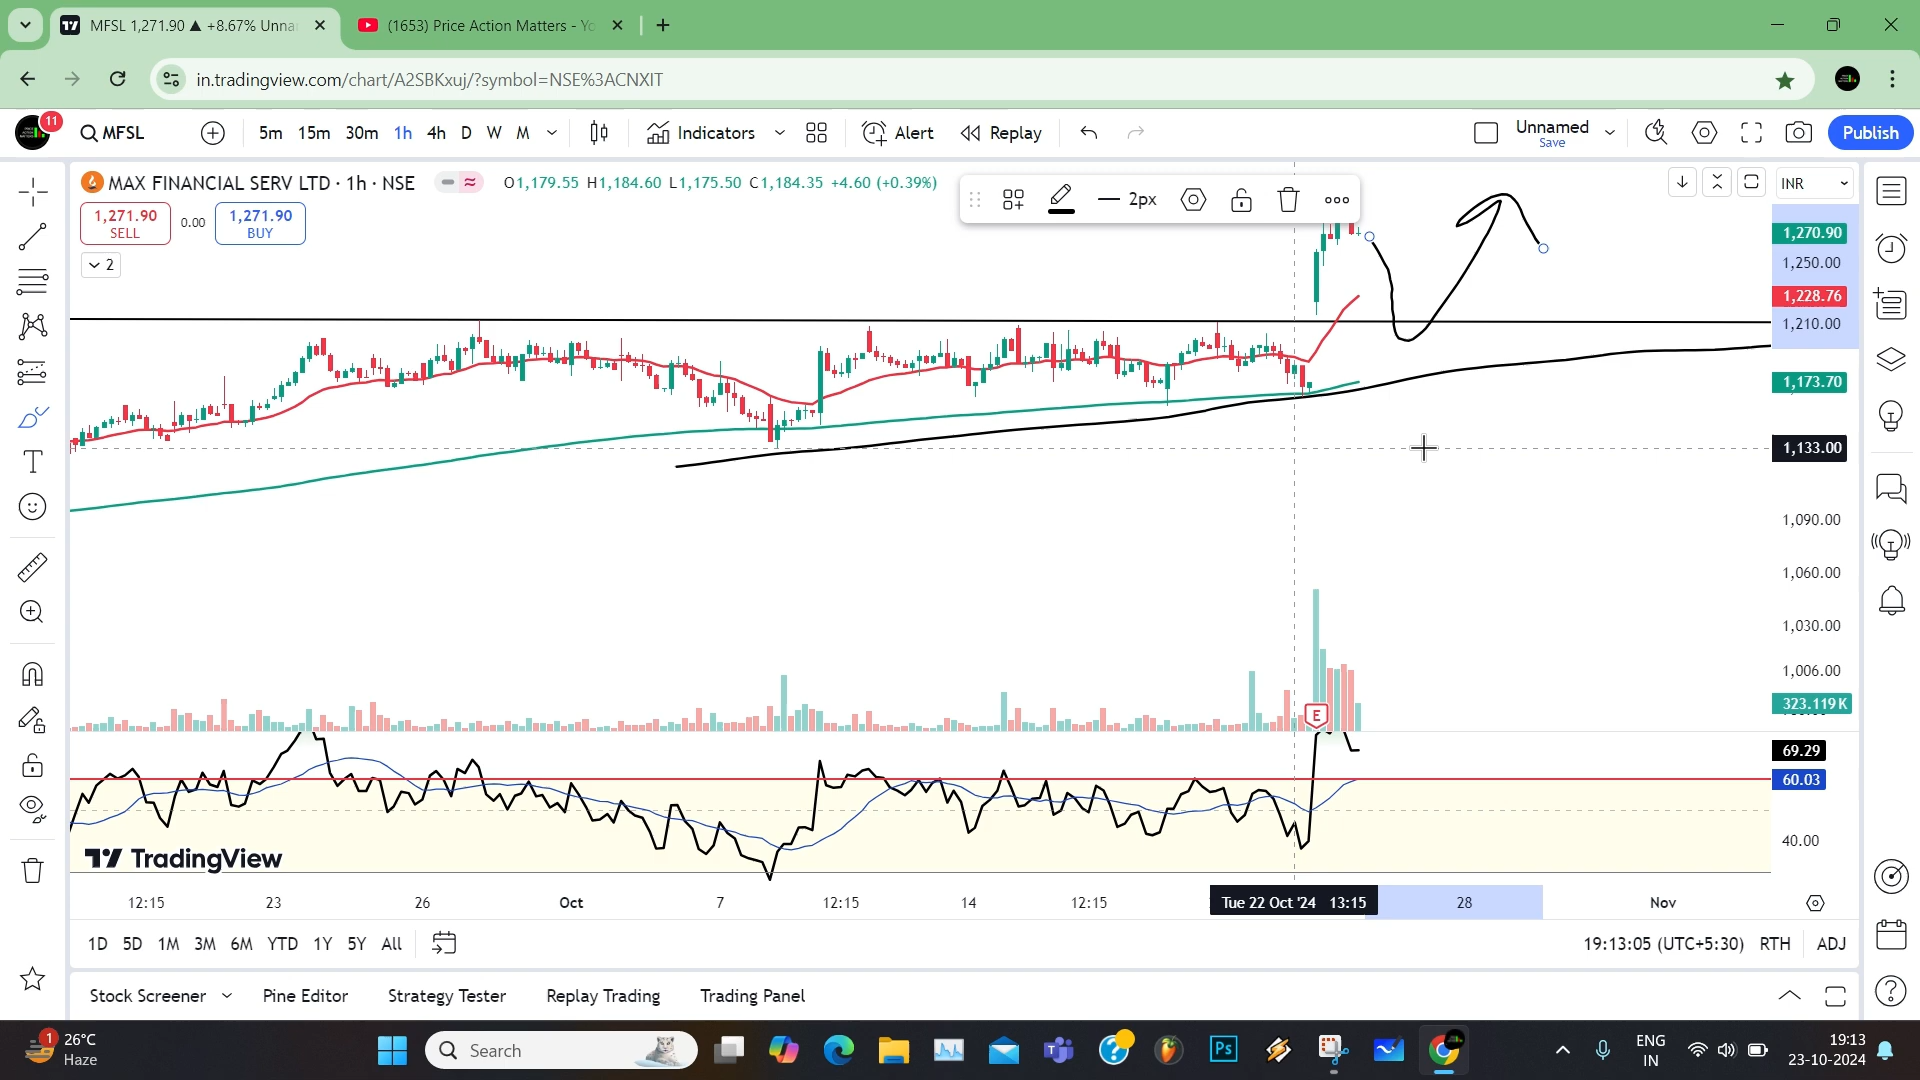 MFSL 1,271.90 ▲ +8.67% Unna
(1653) Price Action Matters - Yo
in.tradingview.com/chart/A2SBKxuj/?symbol=NSE%3ACNXIT
11
MFSL
5m 15m 30m 1h 4h D W M
Indicators
Alert
Replay
Unnamed
Save
Publish
MAX FINANCIAL SERV LTD · 1h · NSE
O1,179.55 H1,184.60 L1,175.50 C1,184.35 +4.60 (+0.39%)
2px
INR
1,271.90
SELL
0.00
1,271.90
BUY
2
1,270.90
1,250.00
1,228.76
1,210.00
1,173.70
1,133.00
1,090.00
1,060.00
1,030.00
1,006.00
323.119K
E
69.29
60.03
40.00
TradingView
12:15 23 26 Oct 7 12:15 14 12:15 Tue 22 Oct '24 13:15 28 Nov
1D 5D 1M 3M 6M YTD 1Y 5Y All
19:13:05 (UTC+5:30) RTH ADJ
Stock Screener Pine Editor Strategy Tester Replay Trading Trading Panel
1
26°C
Haze
Search
Ps
ENG
IN
19:13
23-10-2024